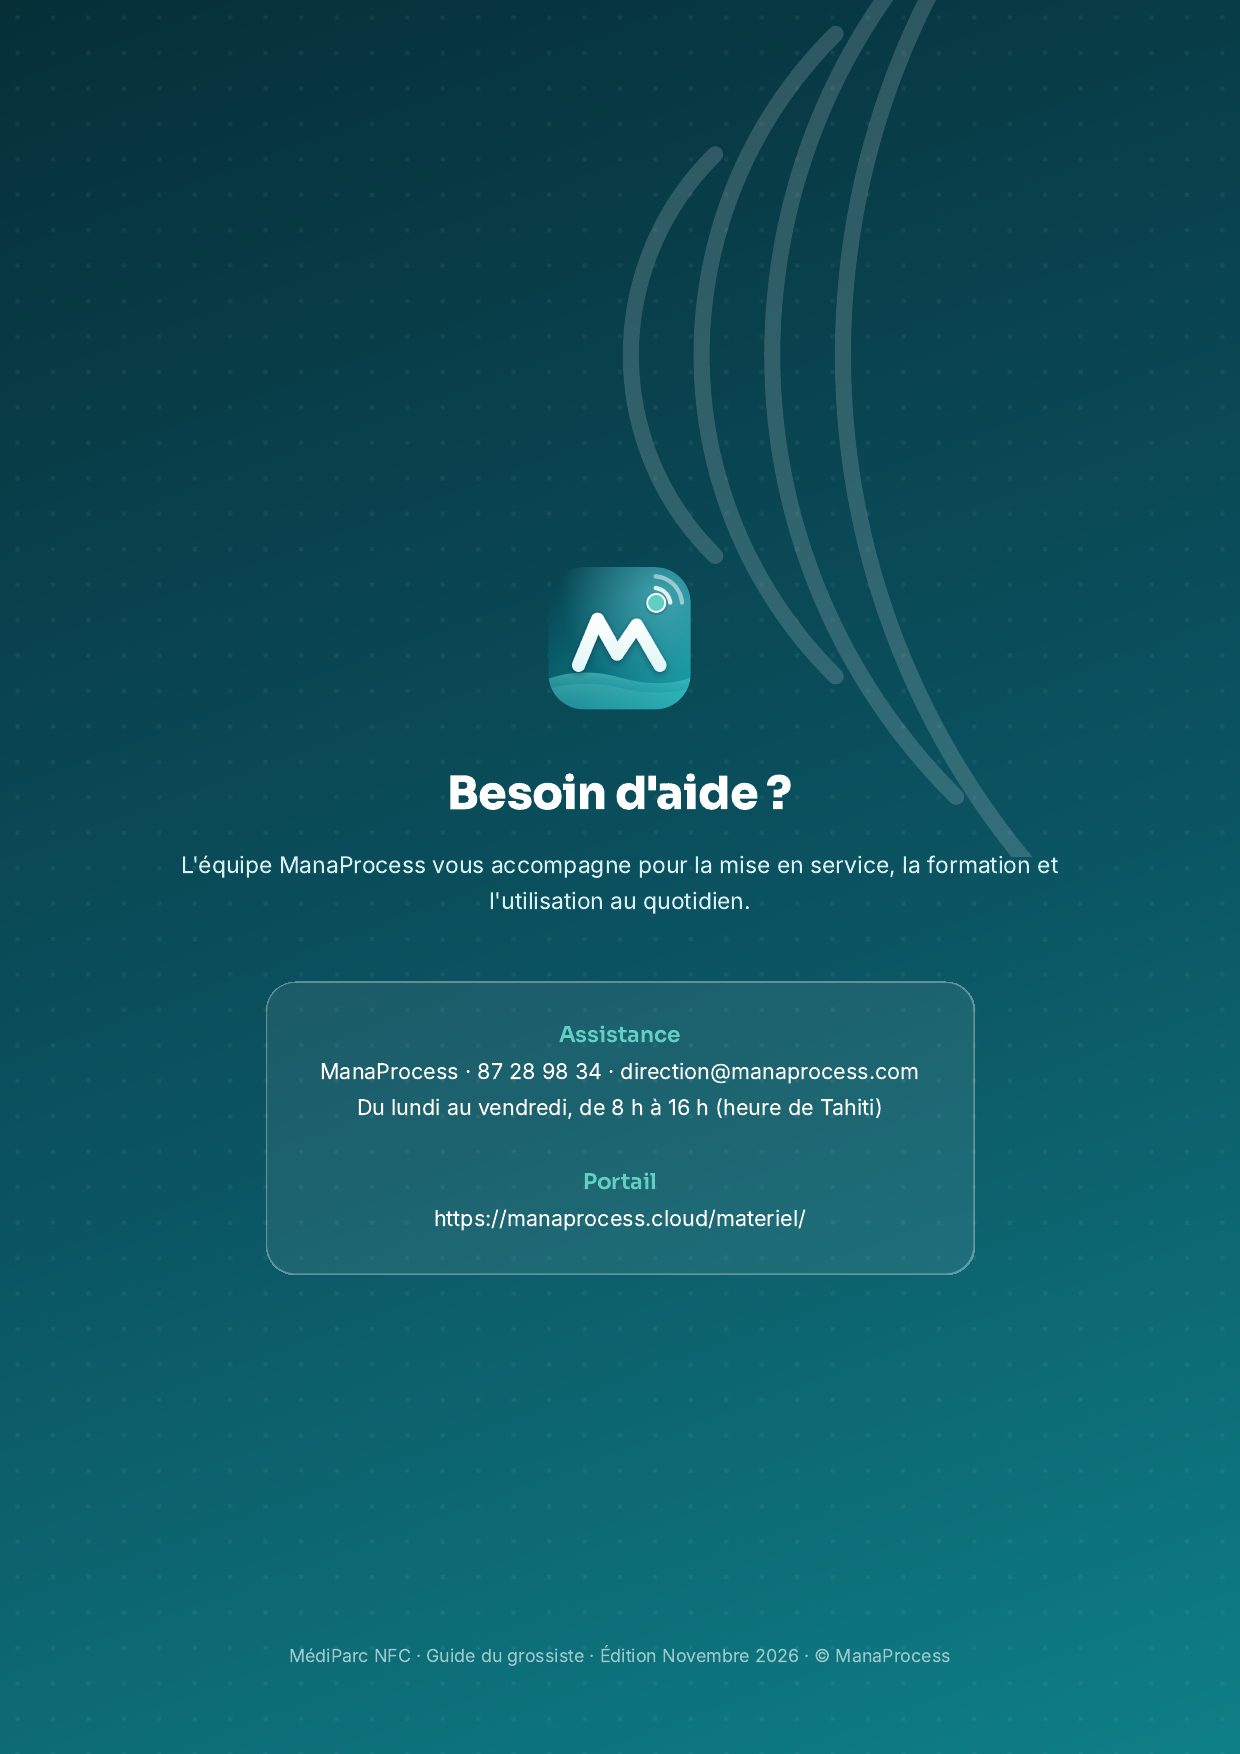 Besoin d'aide ?
L'équipe ManaProcess vous accompagne pour la mise en service, la formation et
l'utilisation au quotidien.
Assistance
ManaProcess · 87 28 98 34 · direction@manaprocess.com
Du lundi au vendredi, de 8 h à 16 h (heure de Tahiti)
Portail
https://manaprocess.cloud/materiel/
MédiParc NFC · Guide du grossiste · Édition Novembre 2026 · © ManaProcess